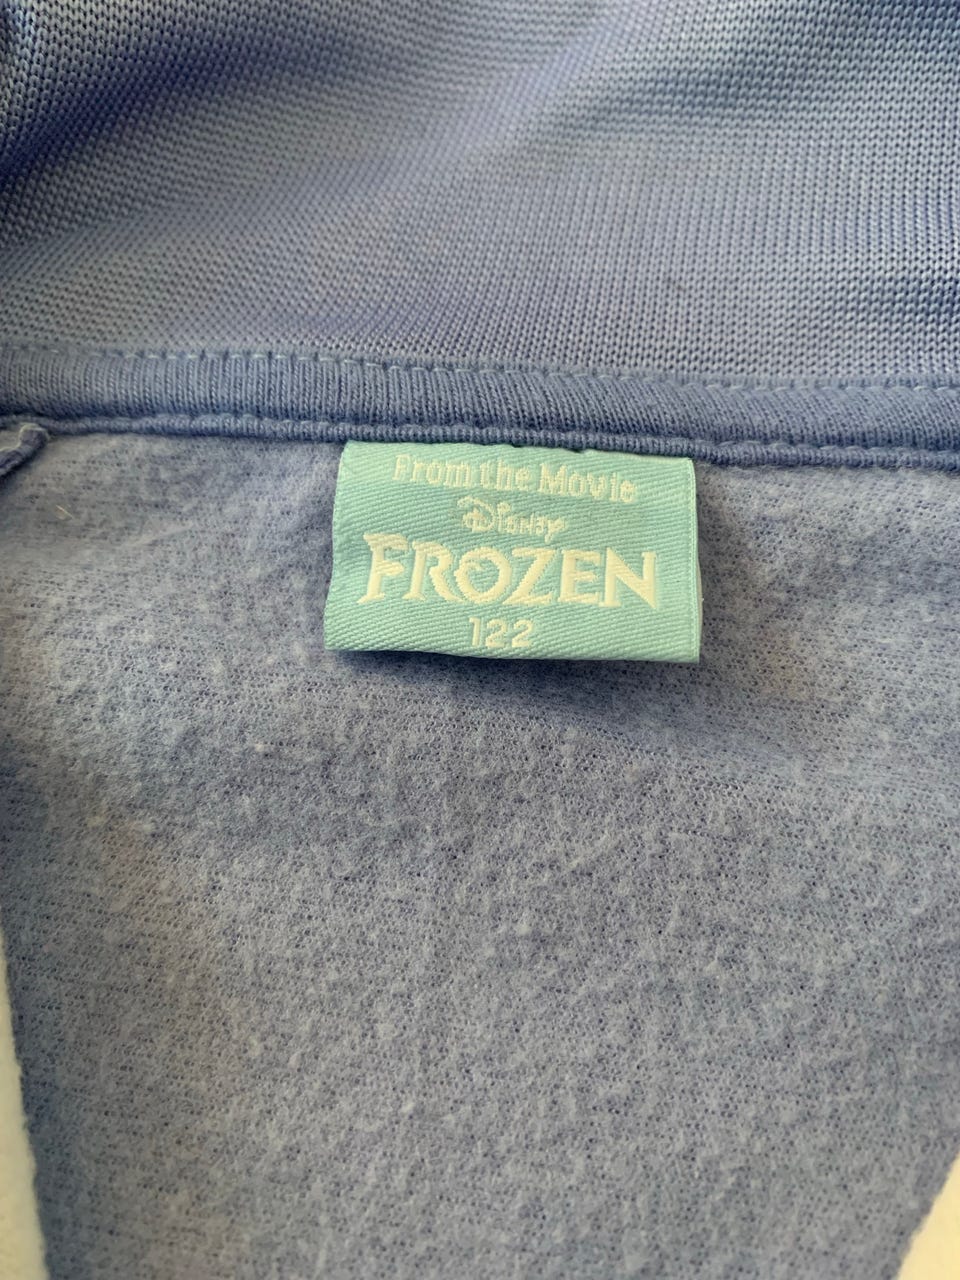 From the Movie
Disney
FROZEN
122